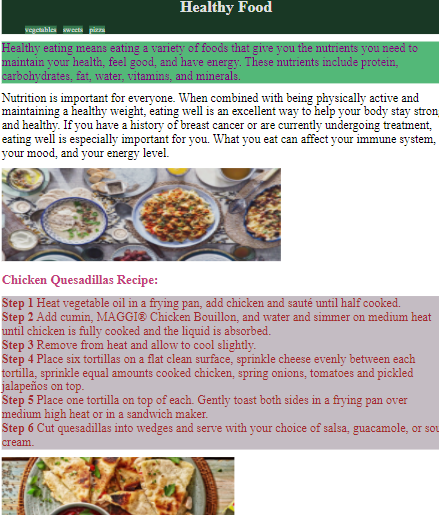 Healthy Food
vegetables sweets pizza
Healthy eating means eating a variety of foods that give you the nutrients you need to
maintain your health, feel good, and have energy. These nutrients include protein,
carbohydrates, fat, water, vitamins, and minerals.
Nutrition is important for everyone. When combined with being physically active and
maintaining a healthy weight, eating well is an excellent way to help your body stay stron
and healthy. If you have a history of breast cancer or are currently undergoing treatment,
eating well is especially important for you. What you eat can affect your immune system,
your mood, and your energy level.
Chicken Quesadillas Recipe:
Step 1 Heat vegetable oil in a frying pan, add chicken and sauté until half cooked.
Step 2 Add cumin, MAGGI® Chicken Bouillon, and water and simmer on medium heat
until chicken is fully cooked and the liquid is absorbed.
Step 3 Remove from heat and allow to cool slightly.
Step 4 Place six tortillas on a flat clean surface, sprinkle cheese evenly between each
tortilla, sprinkle equal amounts cooked chicken, spring onions, tomatoes and pickled
jalapeños on top.
Step 5 Place one tortilla on top of each. Gently toast both sides in a frying pan over
medium high heat or in a sandwich maker.
Step 6 Cut quesadillas into wedges and serve with your choice of salsa, guacamole, or sou
cream.